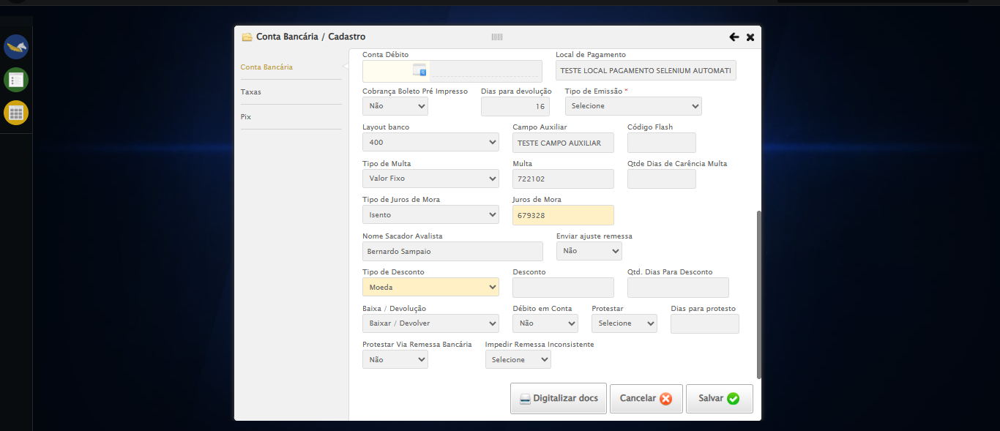 Conta Bancária / Cadastro
Conta Bancária
Taxas
Pix
Conta Débito Local de Pagamento
TESTE LOCAL PAGAMENTO SELENIUM AUTOMATI
Cobrança Boleto Pré Impresso Dias para devolução Tipo de Emissão *
Não 16 Selecione
Layout banco Campo Auxiliar Código Flash
400 TESTE CAMPO AUXILIAR
Tipo de Multa Multa Qtde Dias de Carência Multa
Valor Fixo 722102
Tipo de Juros de Mora Juros de Mora
Isento 679328
Nome Sacador Avalista Enviar ajuste remessa
Bernardo Sampaio Não
Tipo de Desconto Desconto Qtd. Dias Para Desconto
Moeda
Baixa / Devolução Débito em Conta Protestar Dias para protesto
Baixar / Devolver Não Selecione
Protestar Via Remessa Bancária Impedir Remessa Inconsistente
Não Selecione
Digitalizar docs Cancelar Salvar